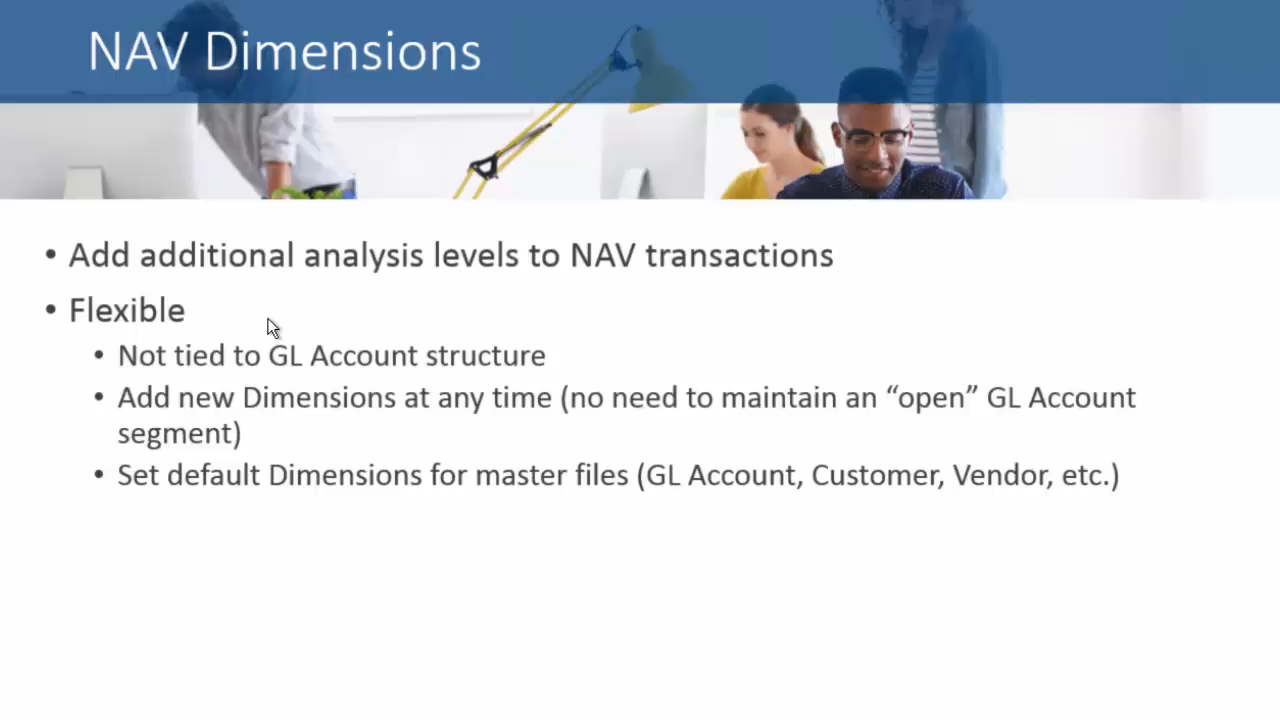 NAV Dimensions
• Add additional analysis levels to NAV transactions
• Flexible
• Not tied to GL Account structure
• Add new Dimensions at any time (no need to maintain an “open” GL Account
segment)
• Set default Dimensions for master files (GL Account, Customer, Vendor, etc.)